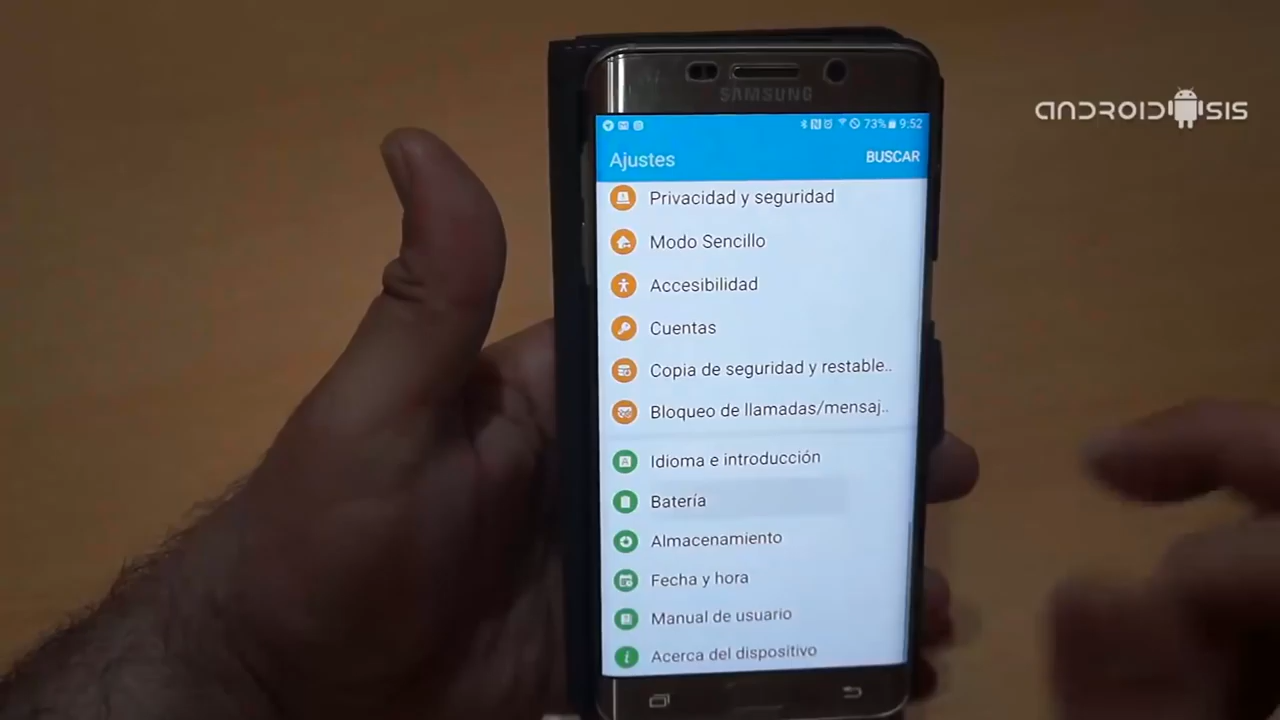 ANDROIDSIS
SAMSUNG
73% 9:52
Ajustes
BUSCAR
Privacidad y seguridad
Modo Sencillo
Accesibilidad
Cuentas
Copia de seguridad y restable..
Bloqueo de llamadas/mensaj..
Idioma e introducción
Batería
Almacenamiento
Fecha y hora
Manual de usuario
Acerca del dispositivo